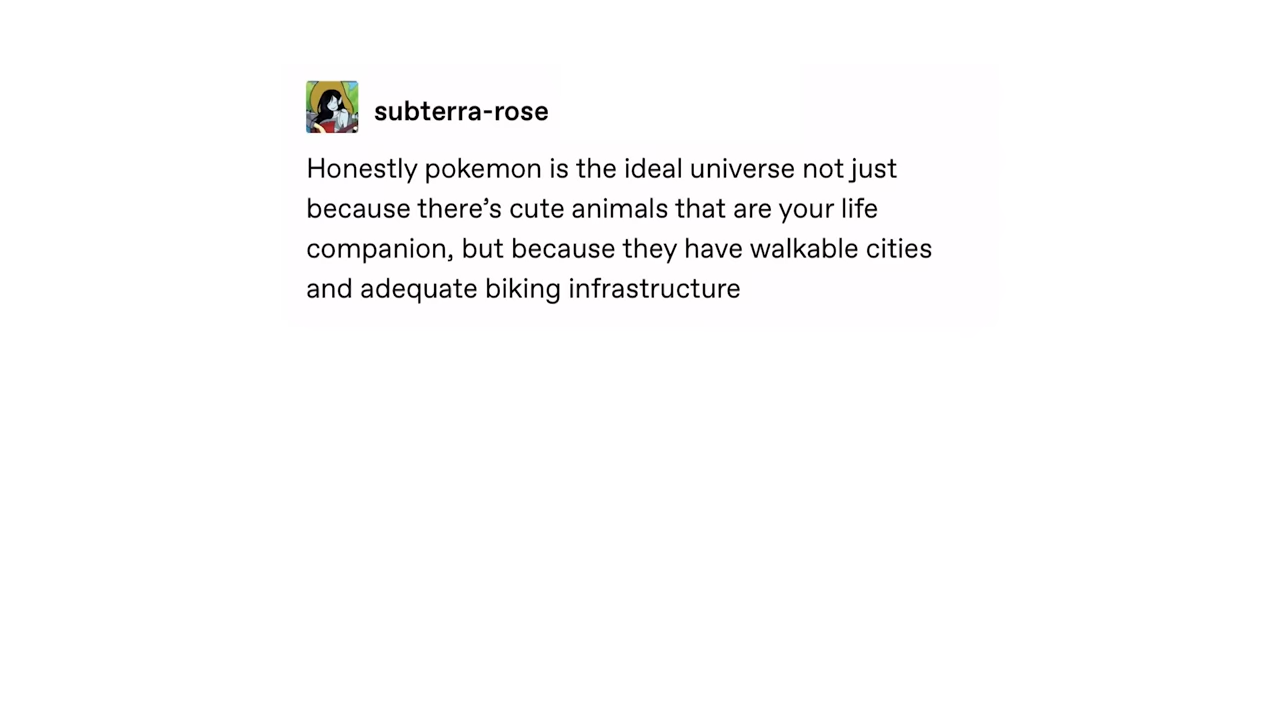 subterra-rose
Honestly pokemon is the ideal universe not just
because there’s cute animals that are your life
companion, but because they have walkable cities
and adequate biking infrastructure